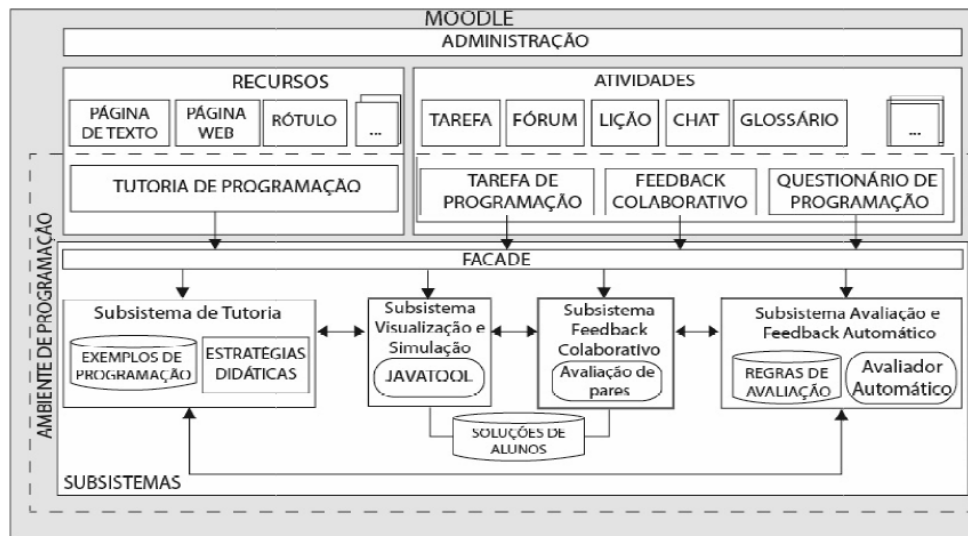 MOODLE
ADMINISTRAÇÃO
RECURSOS
PÁGINA
DE TEXTO
PÁGINA
WEB
RÓTULO
...
ATIVIDADES
TAREFA
FÓRUM
LIÇÃO
CHAT
GLOSSÁRIO
...
AMBIENTE DE PROGRAMAÇÃO
TUTORIA DE PROGRAMAÇÃO
TAREFA DE
PROGRAMAÇÃO
FEEDBACK
COLABORATIVO
QUESTIONÁRIO DE
PROGRAMAÇÃO
FACADE
Subsistema de Tutoria
EXEMPLOS DE
PROGRAMAÇÃO
ESTRATÉGIAS
DIDÁTICAS
Subsistema
Visualização e
Simulação
JAVATOOL
Subsistema
Feedback
Colaborativo
Avaliação de
pares
Subsistema Avaliação e
Feedback Automático
REGRAS DE
AVALIAÇÃO
Avaliador
Automático
SOLUÇÕES DE
ALUNOS
SUBSISTEMAS